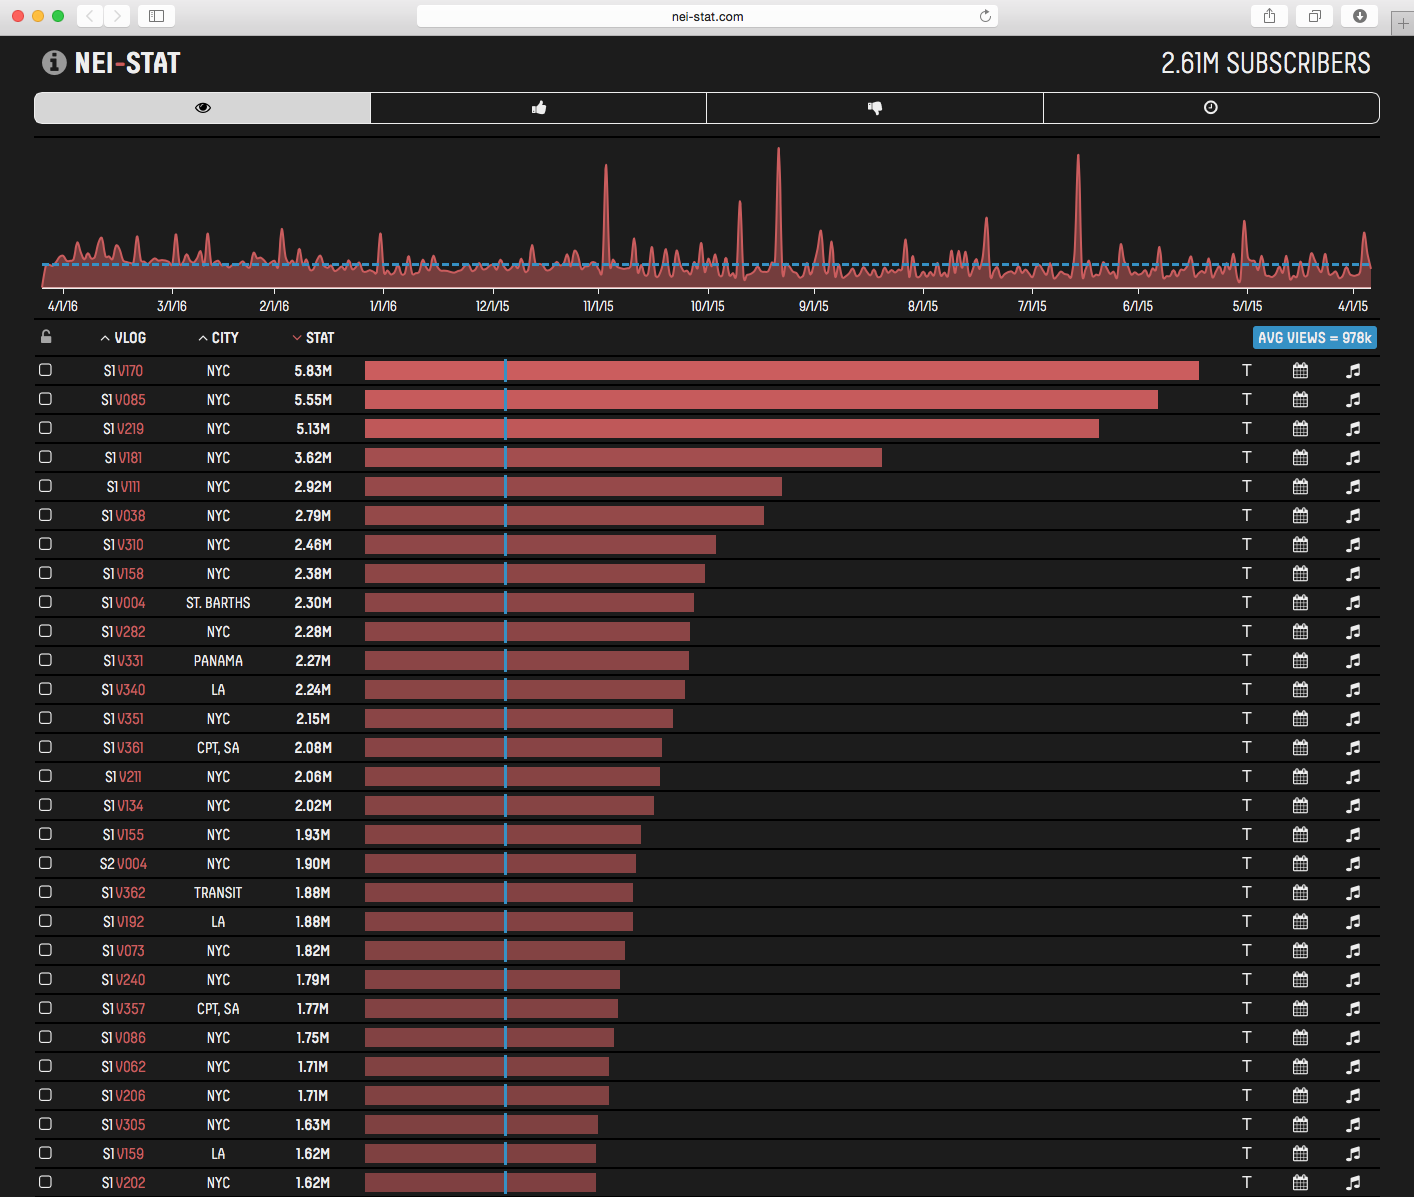 nei-stat.com
NEI-STAT
2.61M SUBSCRIBERS
4/1/16 3/1/16 2/1/16 1/1/16 12/1/15 11/1/15 10/1/15 9/1/15 8/1/15 7/1/15 6/1/15 5/1/15 4/1/15
VLOG CITY STAT AVG VIEWS = 978k
S1 V170 NYC 5.83M T
S1 V085 NYC 5.55M T
S1 V219 NYC 5.13M T
S1 V181 NYC 3.62M T
S1 V111 NYC 2.92M T
S1 V038 NYC 2.79M T
S1 V310 NYC 2.46M T
S1 V158 NYC 2.38M T
S1 V004 ST. BARTHS 2.30M T
S1 V282 NYC 2.28M T
S1 V331 PANAMA 2.27M T
S1 V340 LA 2.24M T
S1 V351 NYC 2.15M T
S1 V361 CPT, SA 2.08M T
S1 V211 NYC 2.06M T
S1 V134 NYC 2.02M T
S1 V155 NYC 1.93M T
S2 V004 NYC 1.90M T
S1 V362 TRANSIT 1.88M T
S1 V192 LA 1.88M T
S1 V073 NYC 1.82M T
S1 V240 NYC 1.79M T
S1 V357 CPT, SA 1.77M T
S1 V086 NYC 1.75M T
S1 V062 NYC 1.71M T
S1 V206 NYC 1.71M T
S1 V305 NYC 1.63M T
S1 V159 LA 1.62M T
S1 V202 NYC 1.62M T